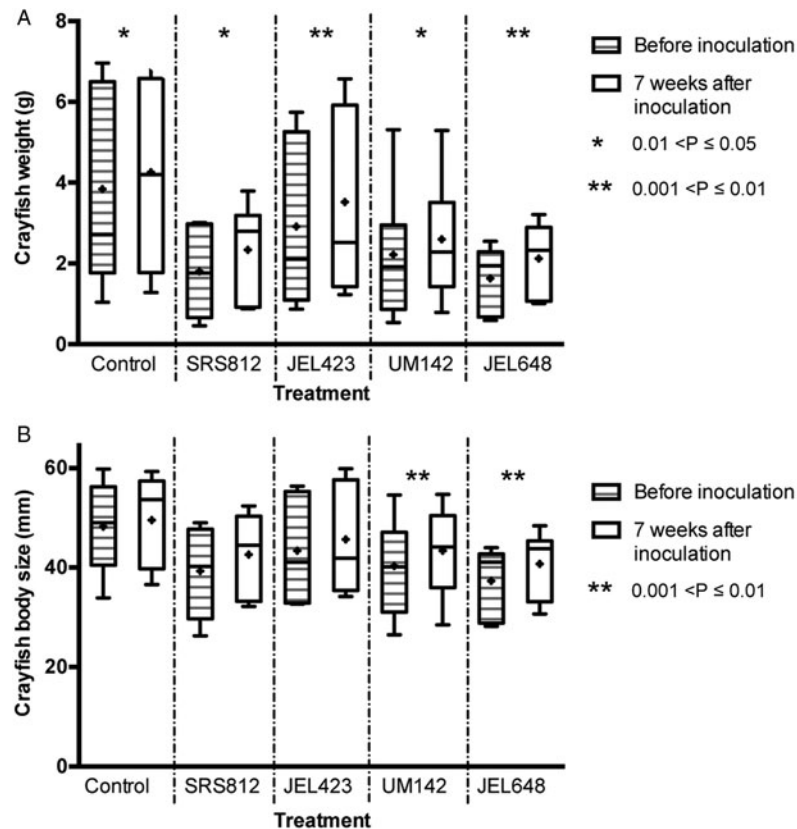 A
8
6
4
2
0
Crayfish weight (g)
* * ** * **
Control SRS812 JEL423 UM142 JEL648
Treatment
Before inoculation
7 weeks after
inoculation
* 0.01 <P ≤ 0.05
** 0.001 <P ≤ 0.01
B
60
40
20
0
Crayfish body size (mm)
** **
Control SRS812 JEL423 UM142 JEL648
Treatment
Before inoculation
7 weeks after
inoculation
** 0.001 <P ≤ 0.01